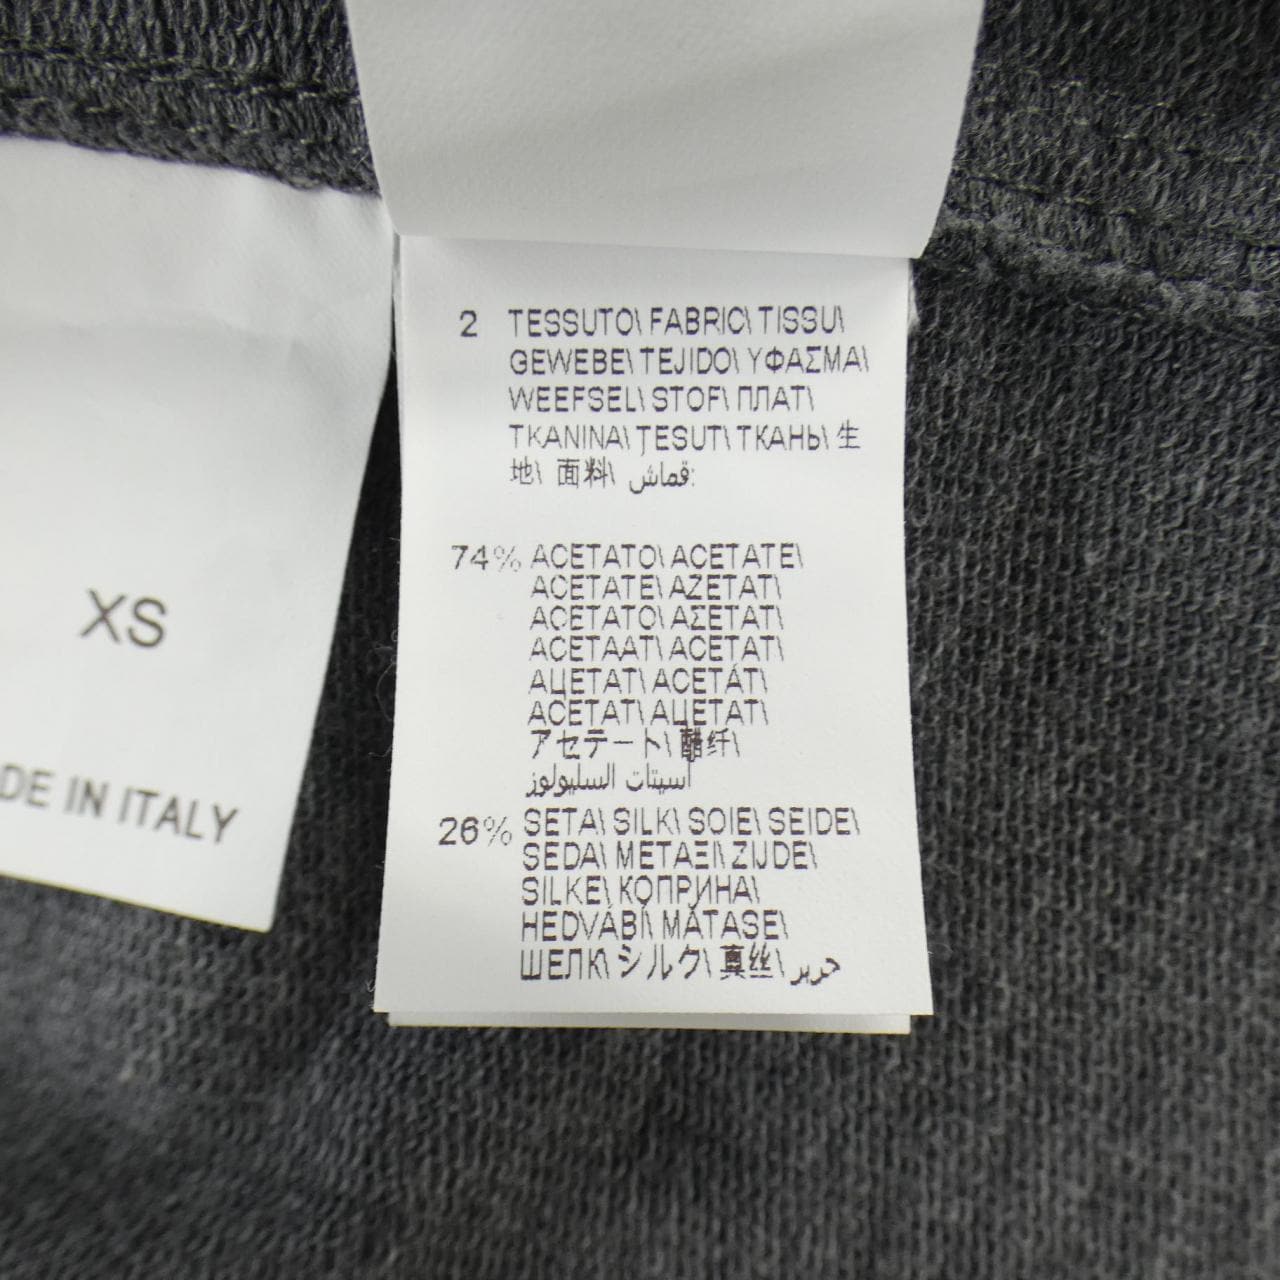 2 TESSUTO\ FABRIC\ TISSU\
GEWEBE\ TEJIDO\ ΥΦΑΣΜΑ\
WEEFSEL\ STOF\ ПЛАТ\
TKANINA\ ȚESUT\ ТКАНЬ\ 生
地\ 面料\ قماش:
74% ACETATO\ ACETATE\
ACETATE\ AZETAT\
ACETATO\ ΑΣΕΤΑΤ\
ACETAAT\ ACETAT\
АЦЕТАТ\ ACETÁT\
ACETAT\ АЦЕТАТ\
アセテート\ 醋纤\
أسيتات السليولوز
26% SETA\ SILK\ SOIE\ SEIDE\
SEDA\ ΜΕΤΑΞΙ\ ZIJDE\
SILKE\ КОПРИНА\
HEDVÁBÍ\ MĂTASE\
ШЕЛК\ シルク\ 真丝\ حرير
XS
DE IN ITALY